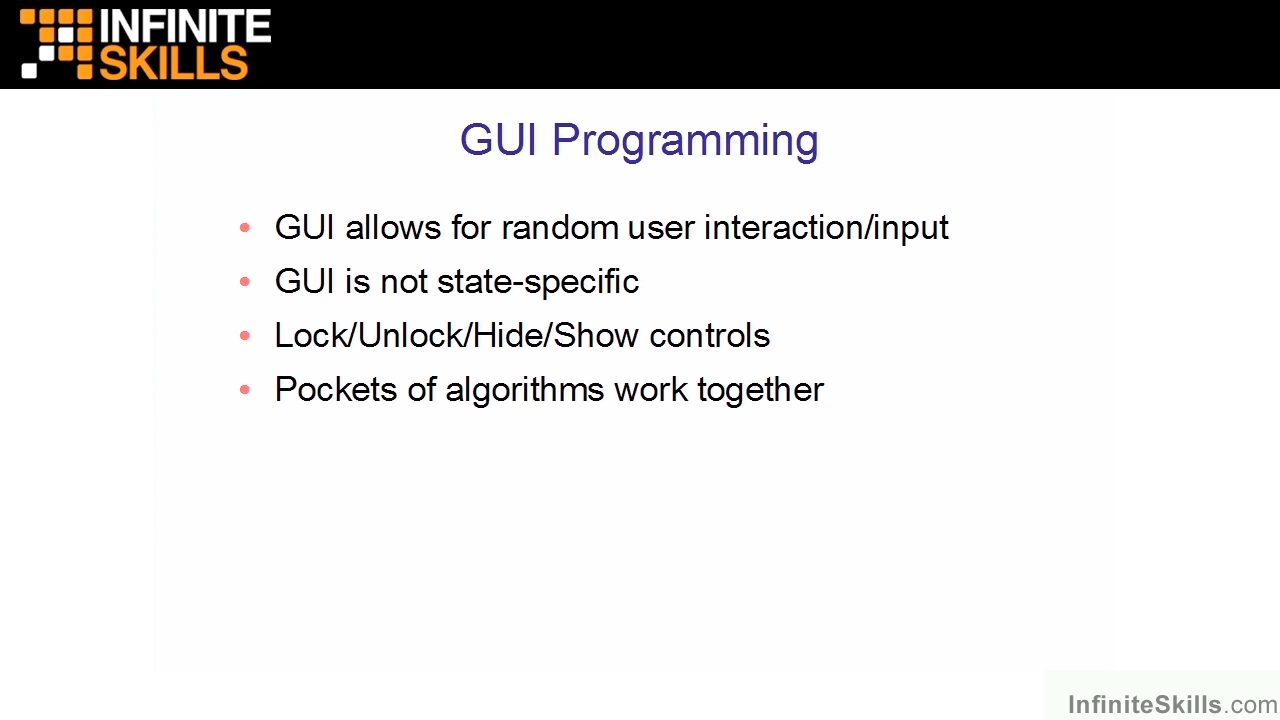 INFINITE
SKILLS
GUI Programming
• GUI allows for random user interaction/input
• GUI is not state-specific
• Lock/Unlock/Hide/Show controls
• Pockets of algorithms work together
InfiniteSkills.com